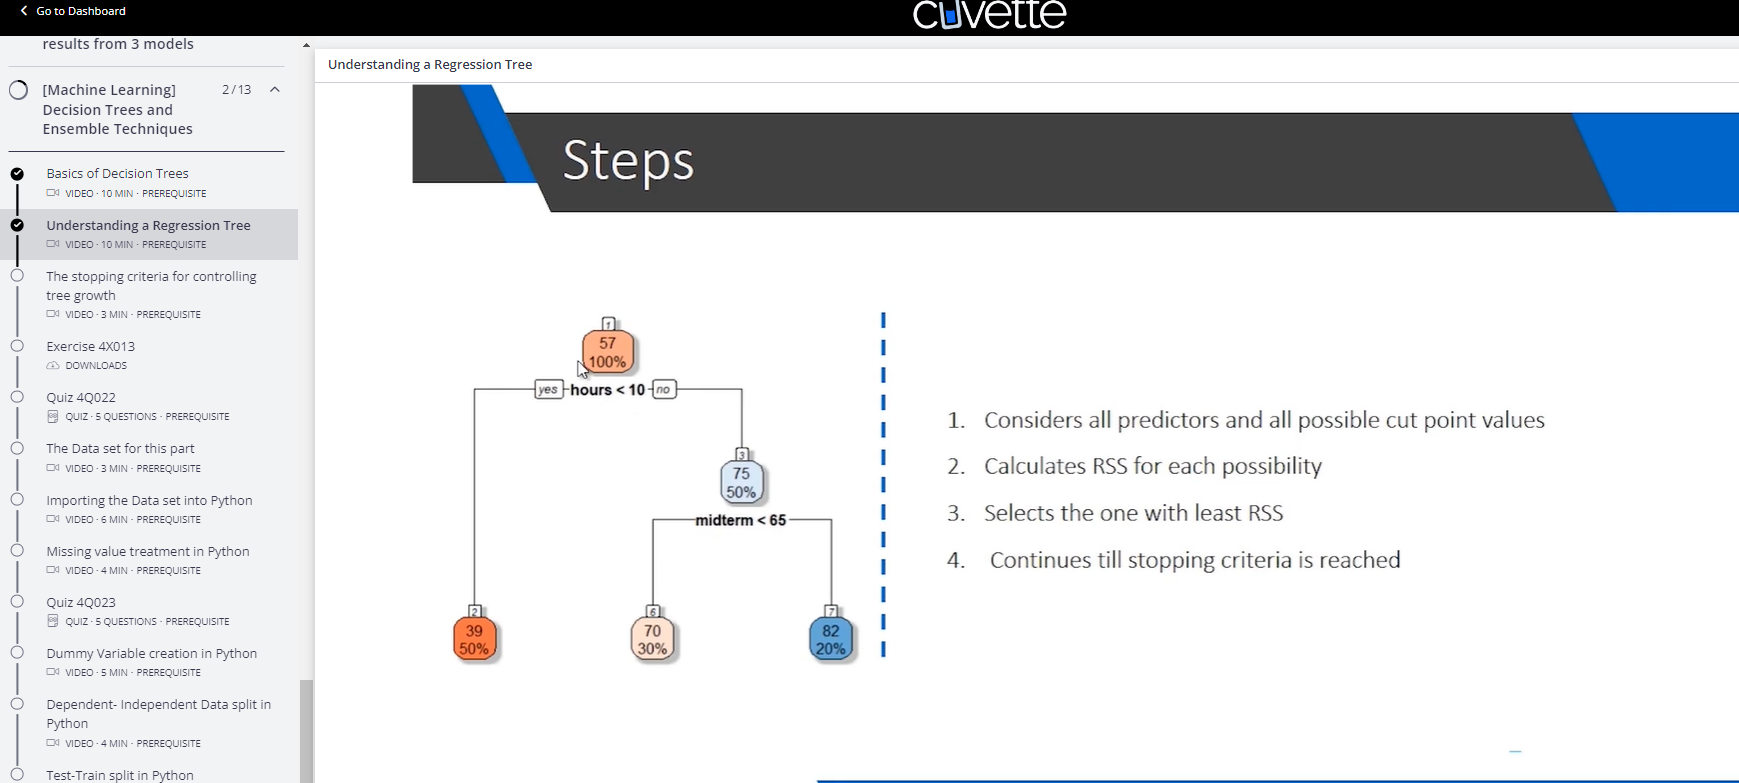 Go to Dashboard
cuvette
results from 3 models
[Machine Learning] 2/13
Decision Trees and
Ensemble Techniques
Basics of Decision Trees
VIDEO · 10 MIN · PREREQUISITE
Understanding a Regression Tree
VIDEO · 10 MIN · PREREQUISITE
The stopping criteria for controlling
tree growth
VIDEO · 3 MIN · PREREQUISITE
Exercise 4X013
DOWNLOADS
Quiz 4Q022
QUIZ · 5 QUESTIONS · PREREQUISITE
The Data set for this part
VIDEO · 3 MIN · PREREQUISITE
Importing the Data set into Python
VIDEO · 6 MIN · PREREQUISITE
Missing value treatment in Python
VIDEO · 4 MIN · PREREQUISITE
Quiz 4Q023
QUIZ · 5 QUESTIONS · PREREQUISITE
Dummy Variable creation in Python
VIDEO · 5 MIN · PREREQUISITE
Dependent- Independent Data split in
Python
VIDEO · 4 MIN · PREREQUISITE
Test-Train split in Python
Understanding a Regression Tree
Steps
1
57
100%
yes hours < 10 no
3
75
50%
midterm < 65
2
39
50%
6
70
30%
7
82
20%
1. Considers all predictors and all possible cut point values
2. Calculates RSS for each possibility
3. Selects the one with least RSS
4. Continues till stopping criteria is reached